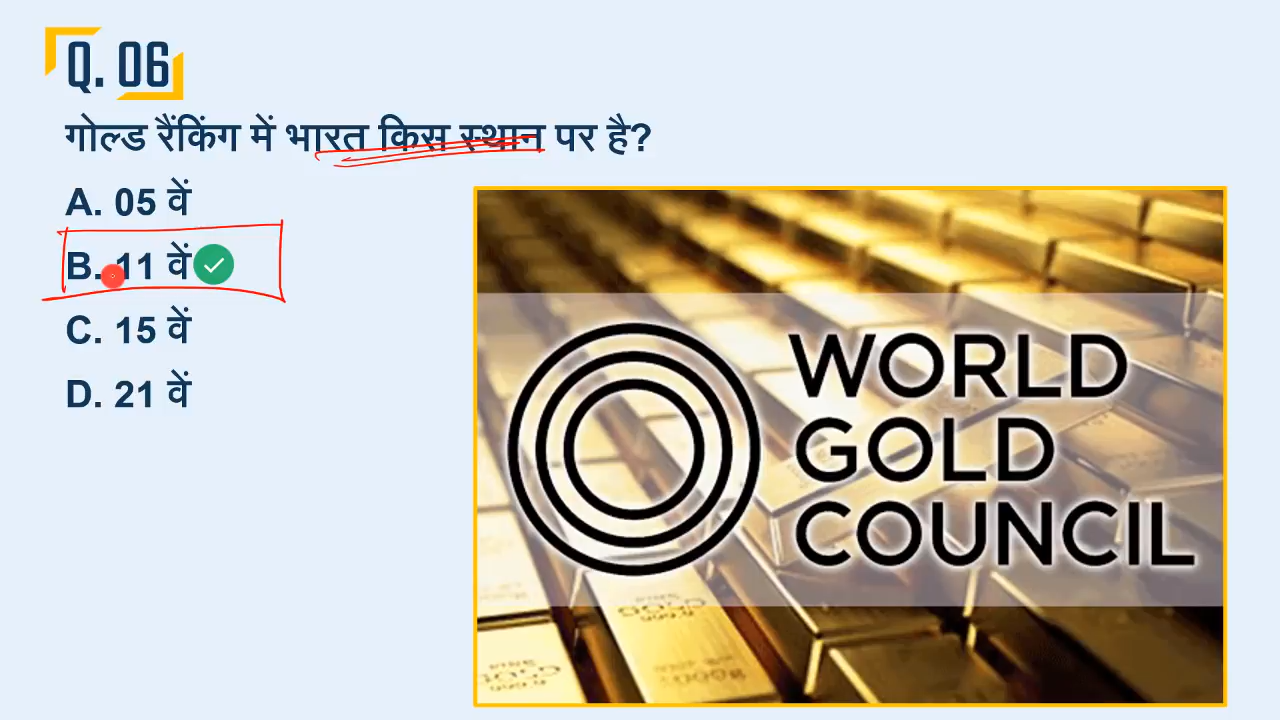 Q. 06
गोल्ड रैंकिंग में भारत किस स्थान पर है?
A. 05 वें
B. 11 वें
C. 15 वें
D. 21 वें
WORLD
GOLD
COUNCIL